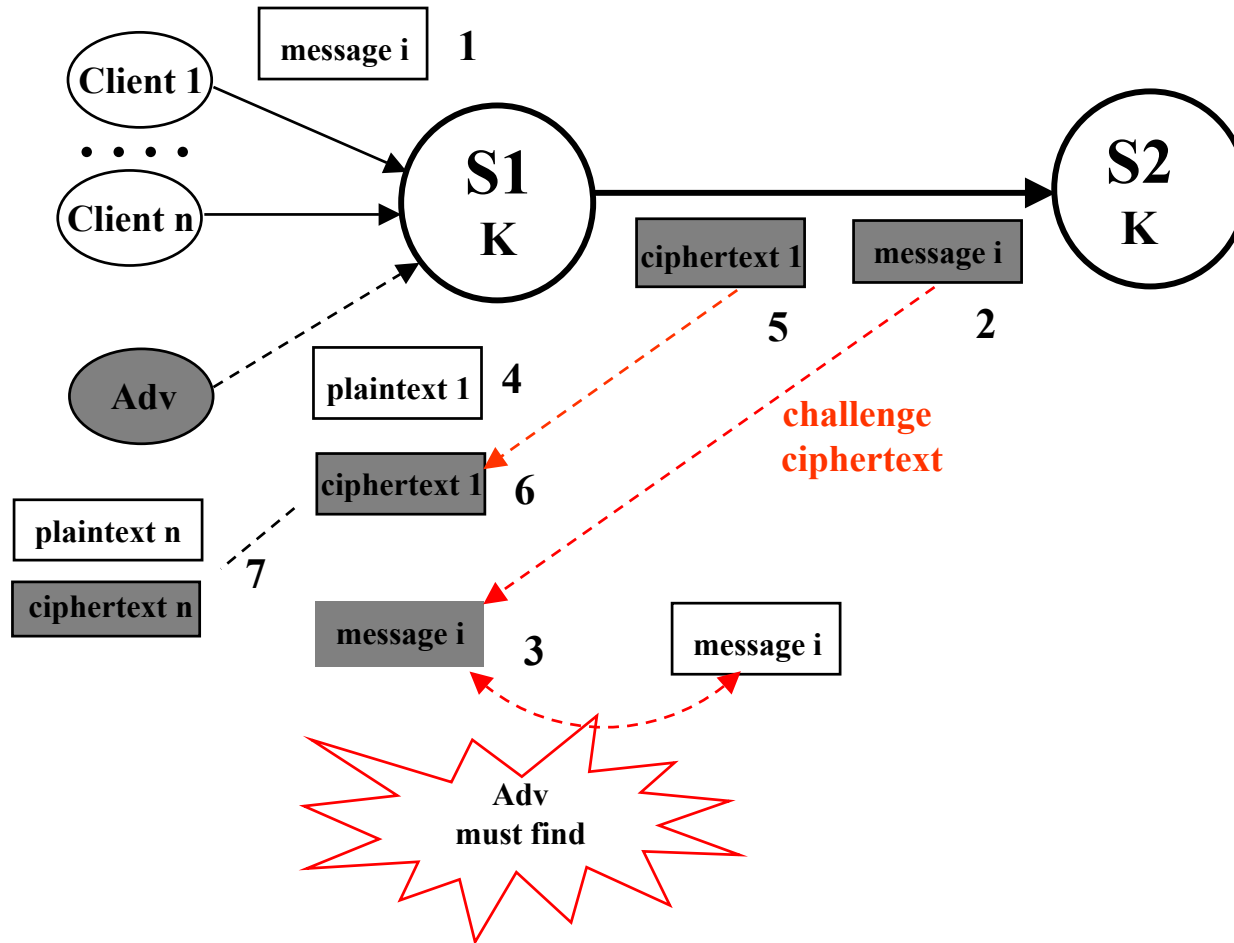 message i
1
Client 1
• • • •
Client n
S1
K
S2
K
ciphertext 1
message i
5
2
Adv
plaintext 1
4
challenge
ciphertext
ciphertext 1
6
plaintext n
7
ciphertext n
message i
3
message i
Adv
must find